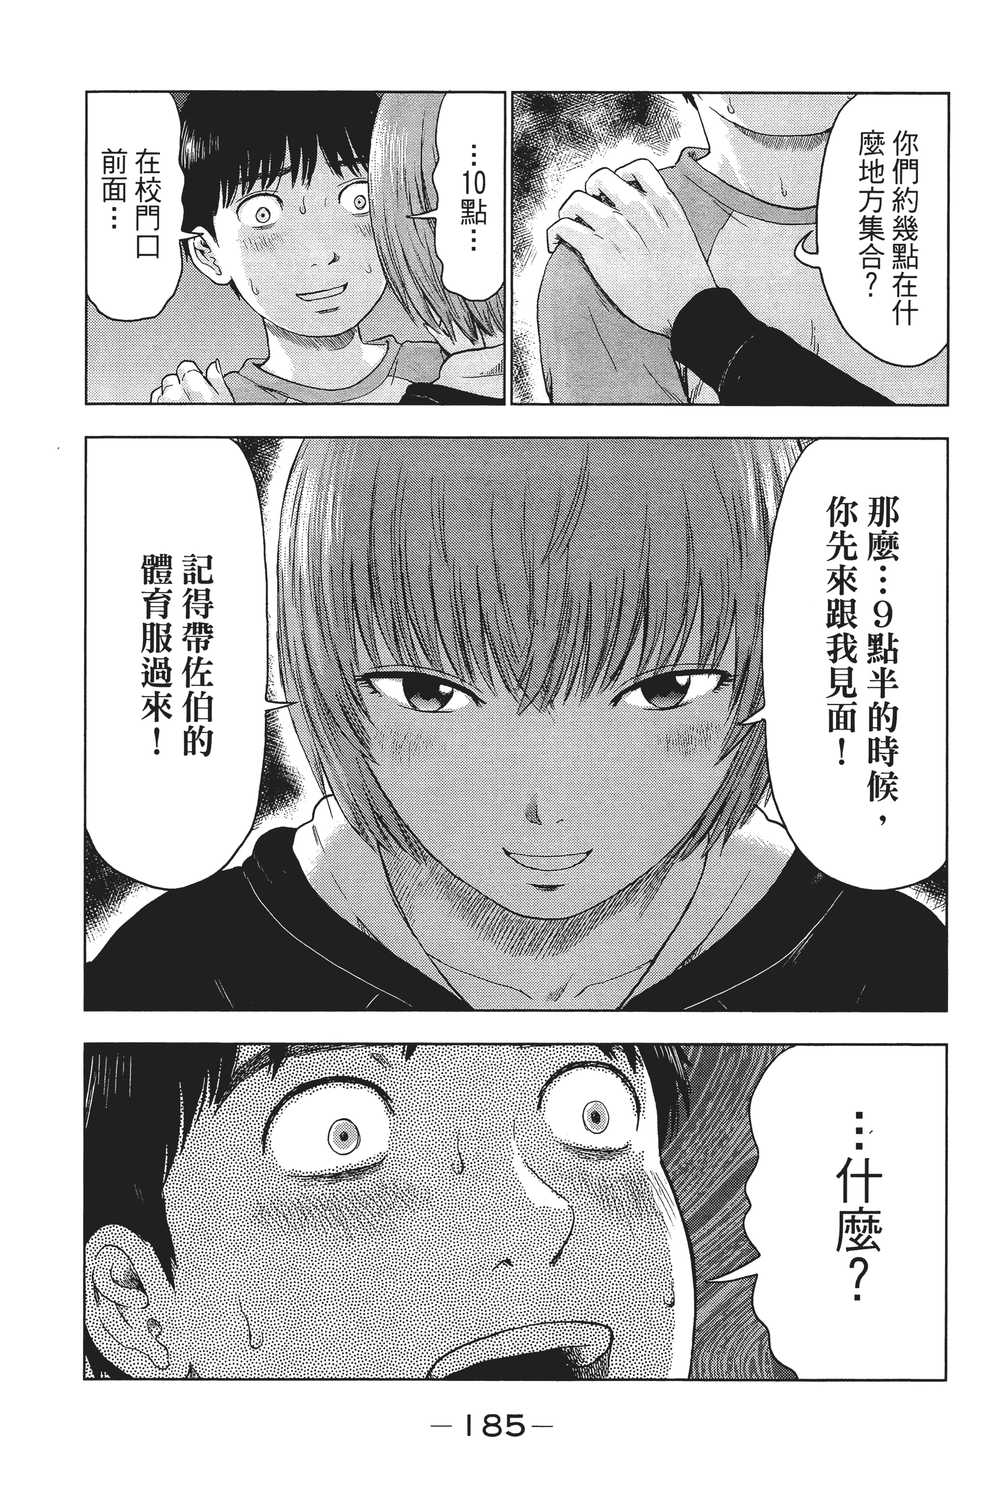 你們約幾點在什
麼地方集合？
…10點…
在校門口
前面…
那麼…9點半的時候，
你先來跟我見面！
記得帶佐伯的
體育服過來！
…什麼？
—185—